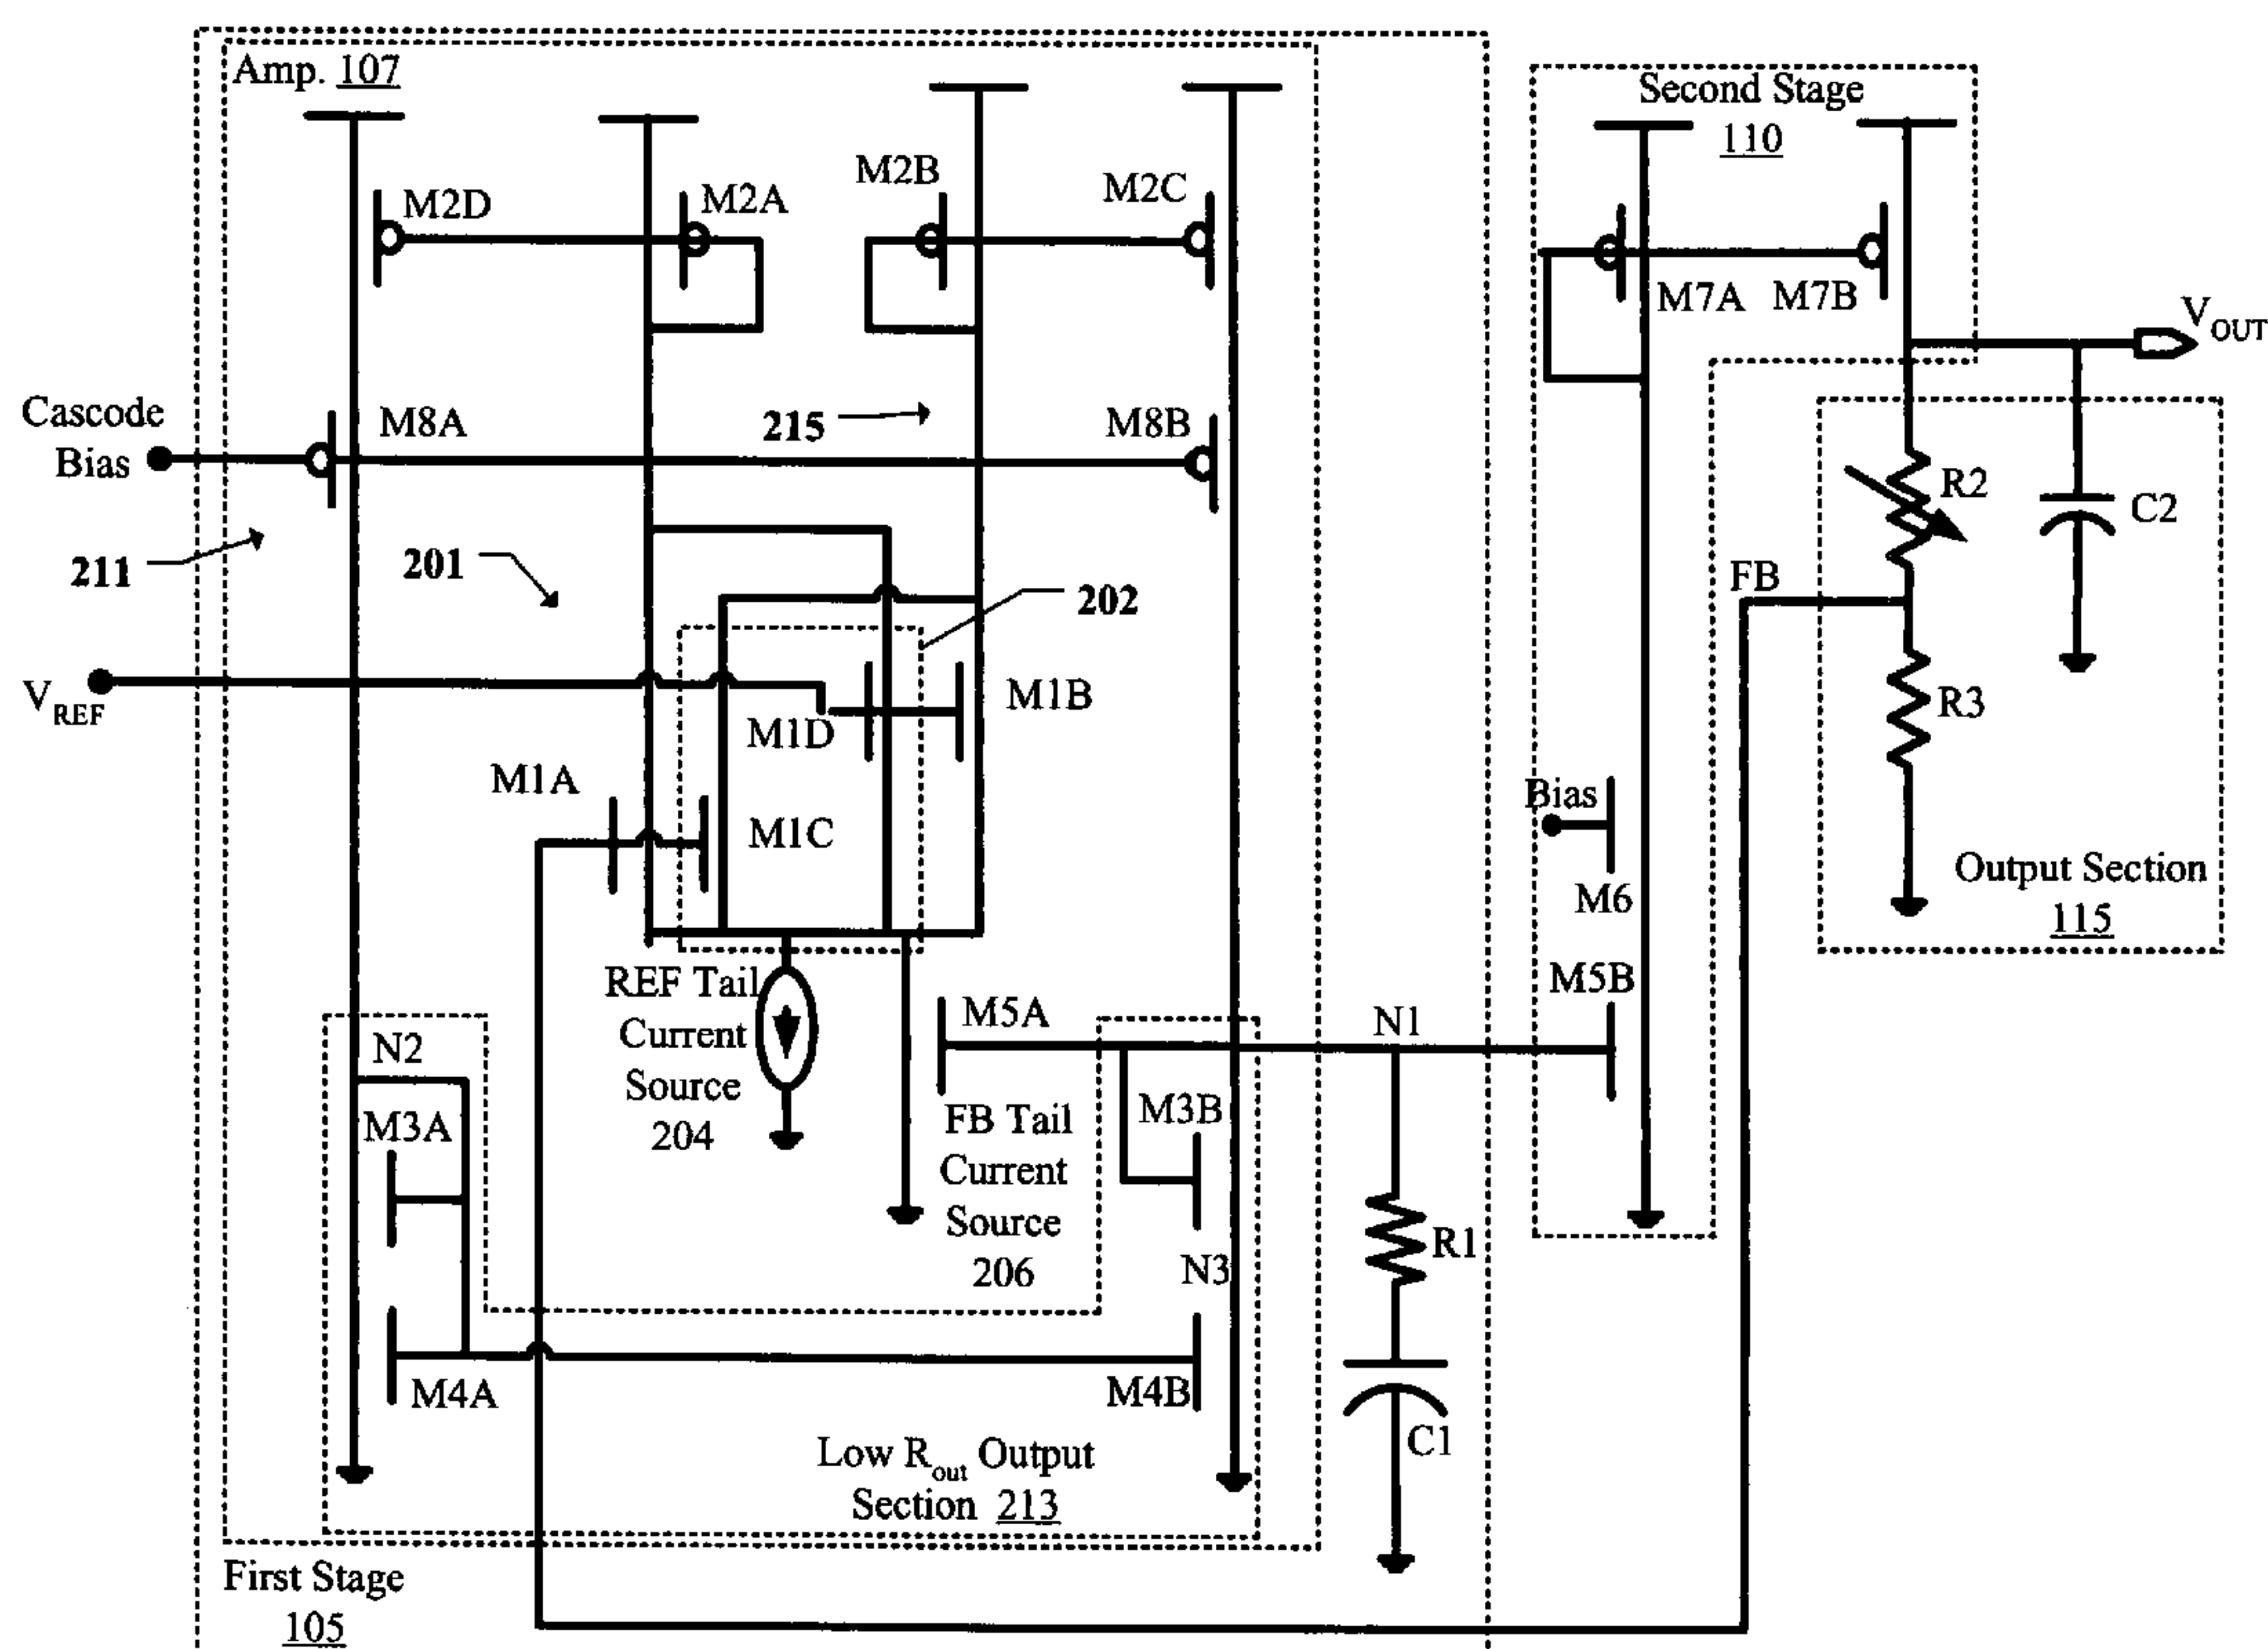 Amp. 107
Second Stage
110
M2D
M2A
M2B
M2C
M7A
M7B
VOUT
Cascode
Bias
M8A
215
M8B
R2
C2
211
201
202
FB
VREF
M1D
M1B
R3
M1A
M1C
Bias
M6
Output Section
115
REF Tail
Current
Source
204
M5A
N1
M5B
N2
M3A
FB Tail
Current
Source
206
M3B
N3
R1
M4A
M4B
C1
Low Rout Output
Section 213
First Stage
105